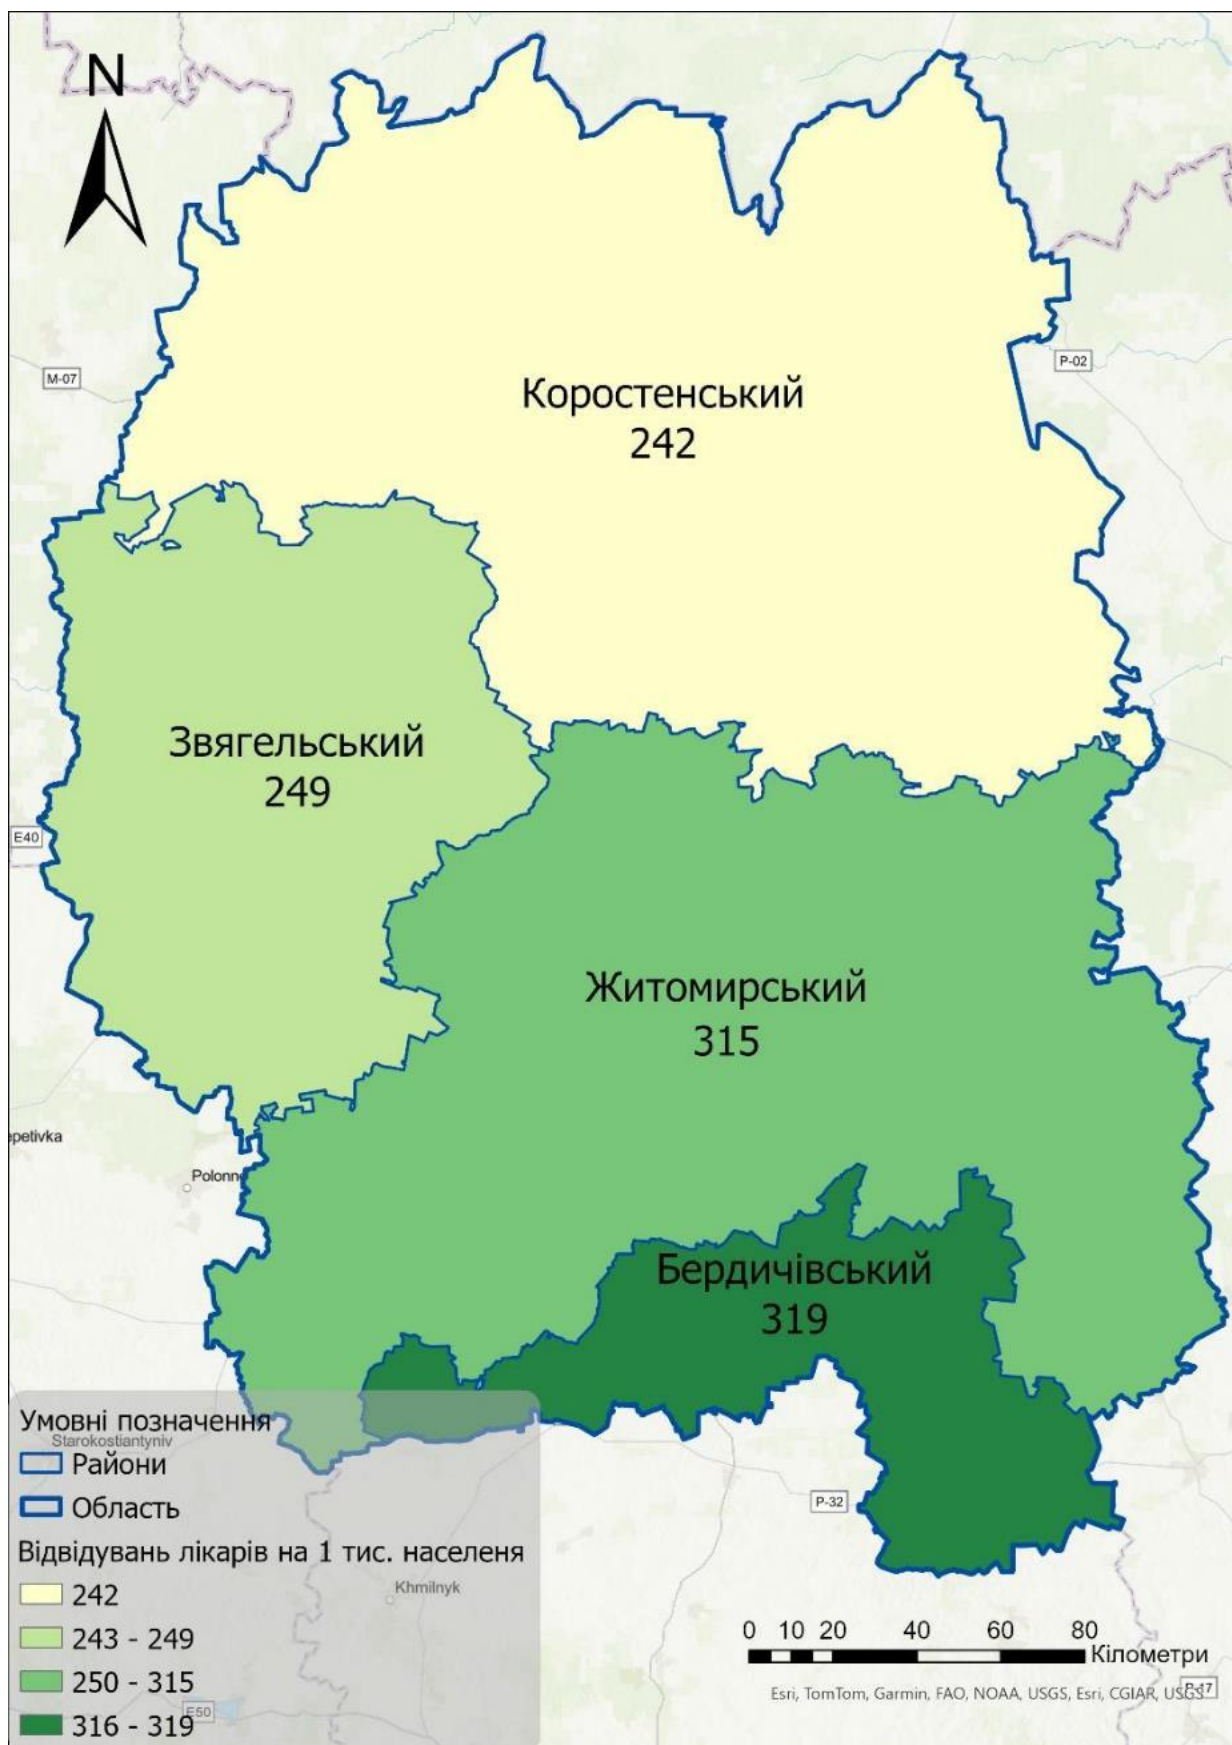 N
M-07
P-02
Коростенський
242
Звягельський
249
E40
Житомирський
315
epetivka
Polonne
Бердичівський
319
Умовні позначення
Starokostiantyniv
Райони
Область
P-32
Відвідувань лікарів на 1 тис. населеня
242
Khmilnyk
243 - 249
250 - 315
316 - 319
E50
0 10 20 40 60 80
Кілометри
P-17
Esri, TomTom, Garmin, FAO, NOAA, USGS, Esri, CGIAR, USGS